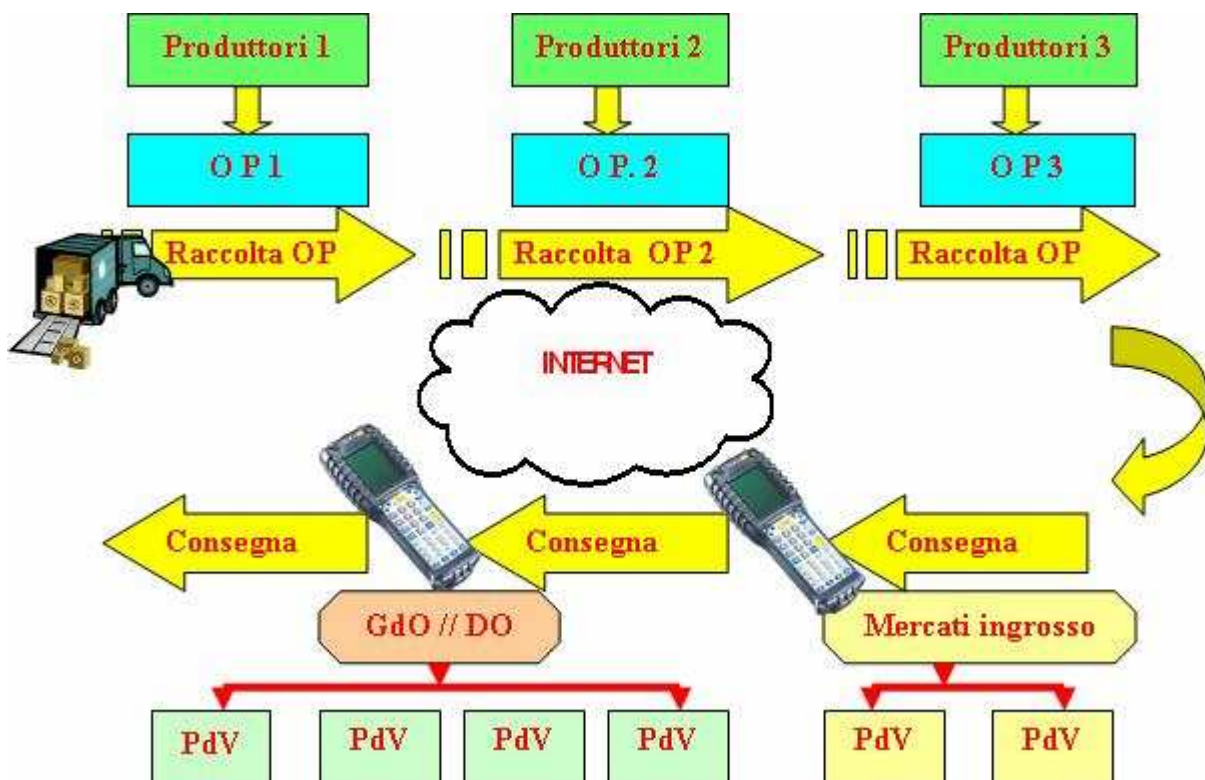 Produttori 1
Produttori 2
Produttori 3
O P 1
O P. 2
O P 3
Raccolta OP
Raccolta OP 2
Raccolta OP
INTERNET
Consegna
Consegna
Consegna
GdO // DO
Mercati ingrosso
PdV
PdV
PdV
PdV
PdV
PdV